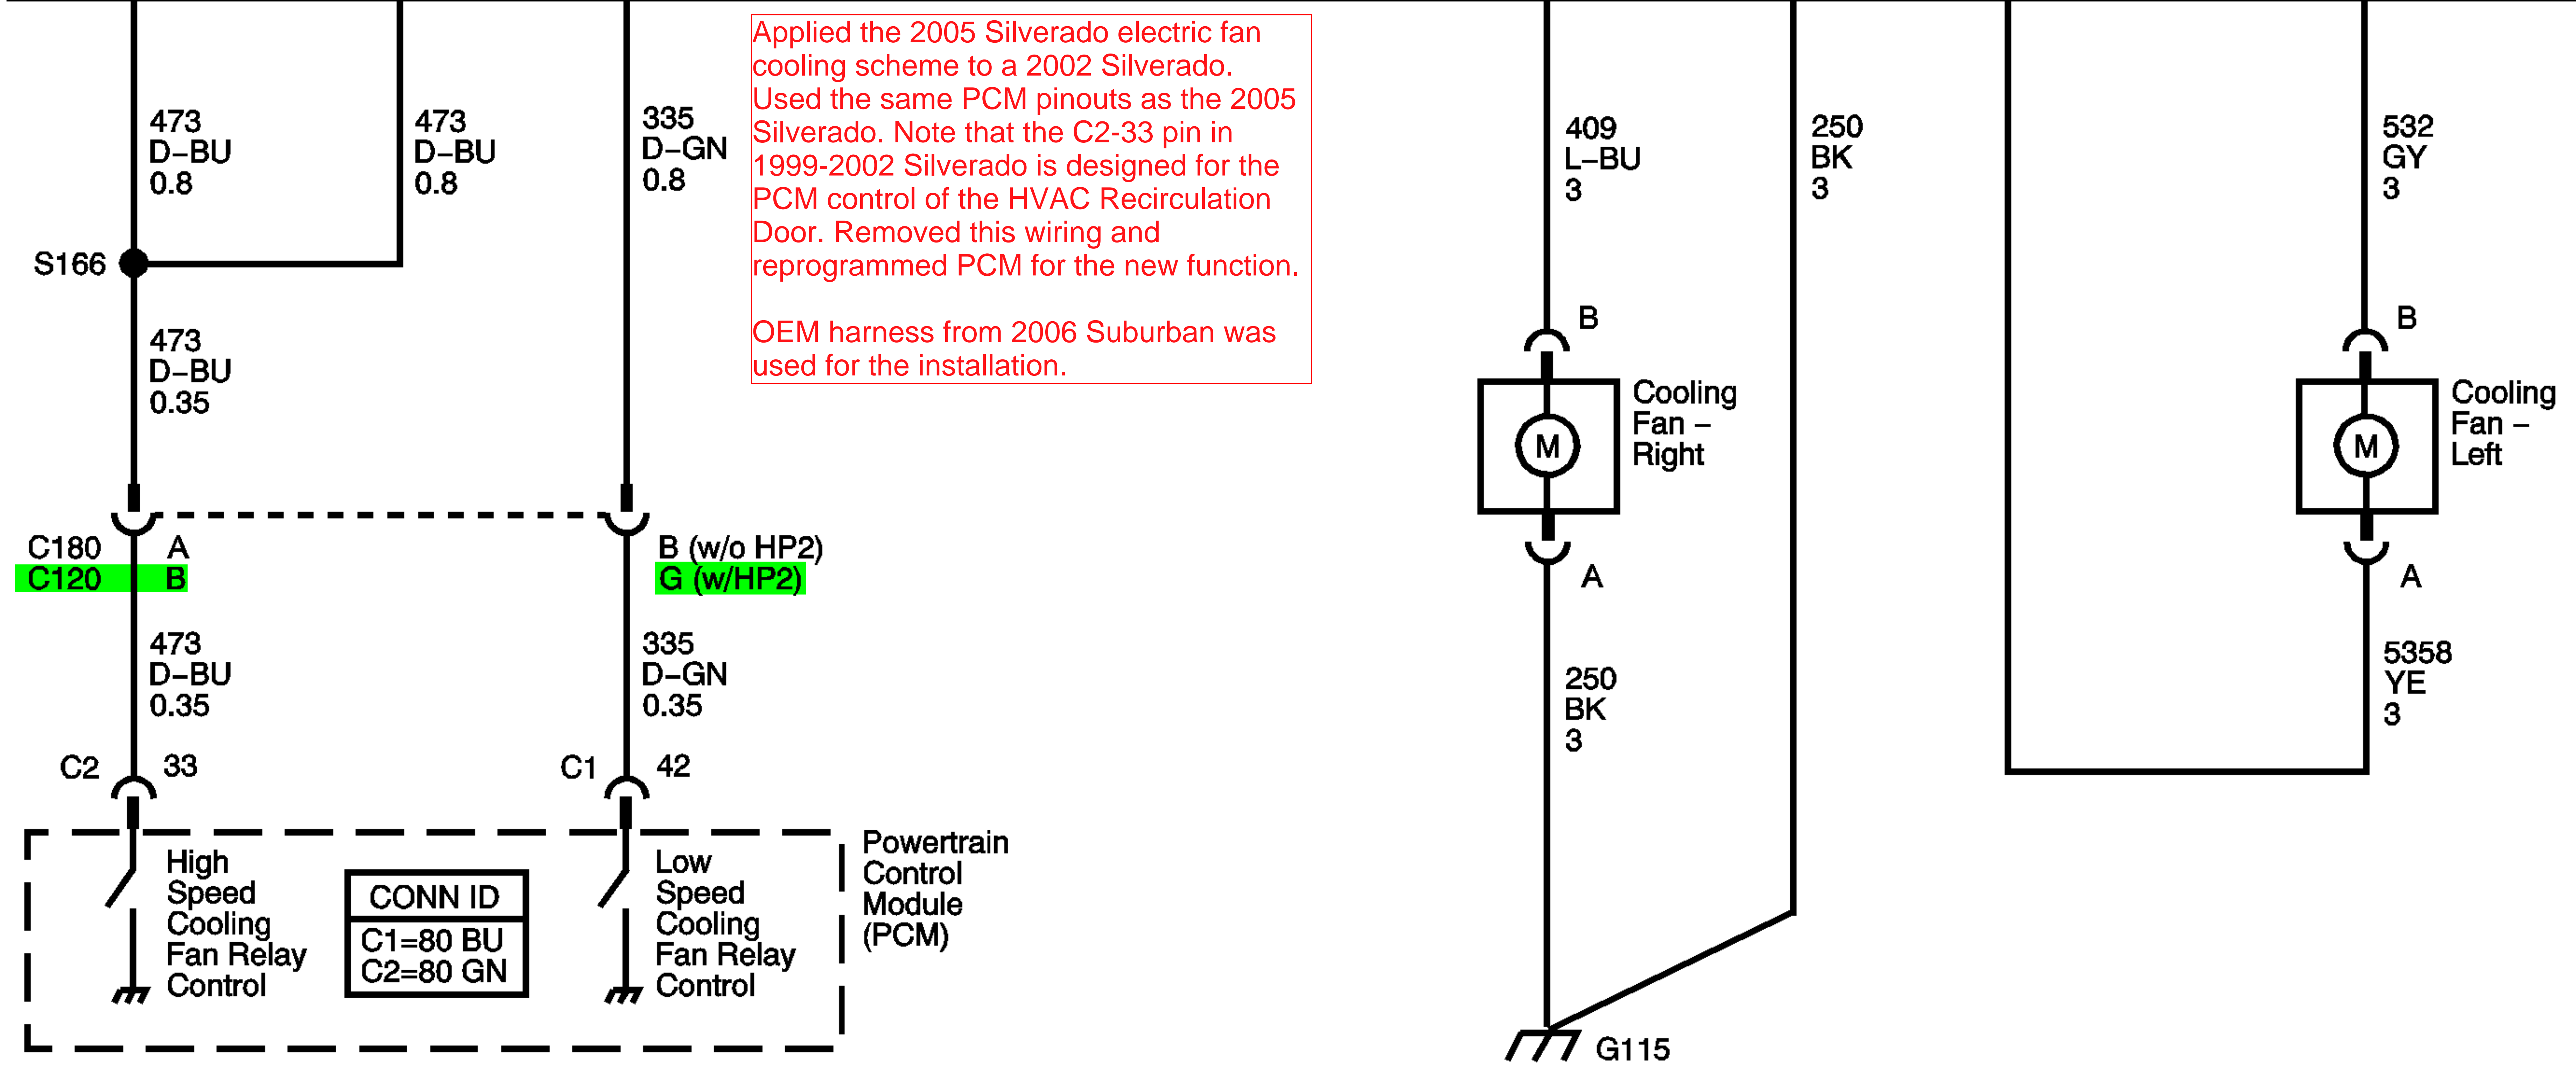 473
D-BU
0.8
473
D-BU
0.8
335
D-GN
0.8
Applied the 2005 Silverado electric fan
cooling scheme to a 2002 Silverado.
Used the same PCM pinouts as the 2005
Silverado. Note that the C2-33 pin in
1999-2002 Silverado is designed for the
PCM control of the HVAC Recirculation
Door. Removed this wiring and
reprogrammed PCM for the new function.
OEM harness from 2006 Suburban was
used for the installation.
409
L-BU
3
250
BK
3
532
GY
3
S166
473
D-BU
0.35
B
Cooling
Fan -
Right
M
A
B
Cooling
Fan -
Left
M
A
C180 A
C120 B
B (w/o HP2)
G (w/HP2)
473
D-BU
0.35
335
D-GN
0.35
250
BK
3
5358
YE
3
C2 33
C1 42
High
Speed
Cooling
Fan Relay
Control
CONN ID
C1=80 BU
C2=80 GN
Low
Speed
Cooling
Fan Relay
Control
Powertrain
Control
Module
(PCM)
G115